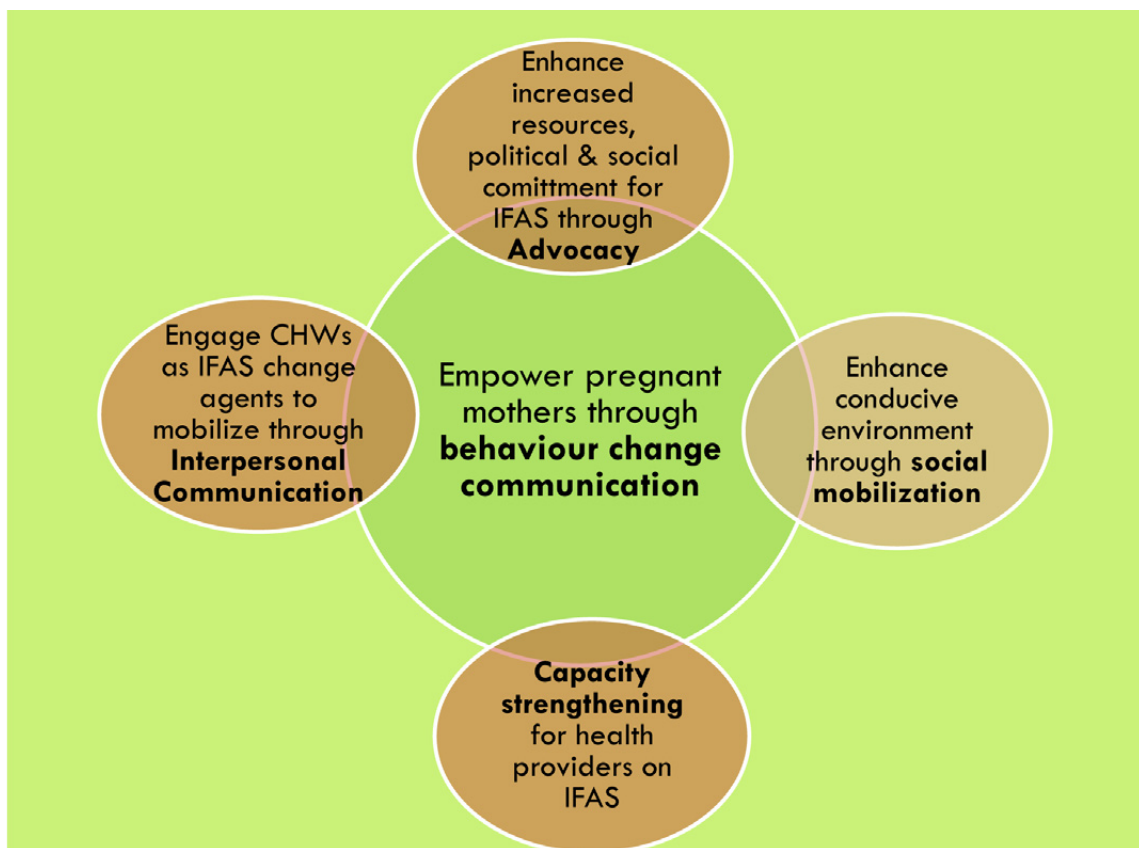 Enhance
increased
resources,
political & social
comittment for
IFAS through
Advocacy
Engage CHWs
as IFAS change
agents to
mobilize through
Interpersonal
Communication
Empower pregnant
mothers through
behaviour change
communication
Enhance
conducive
environment
through social
mobilization
Capacity
strengthening
for health
providers on
IFAS